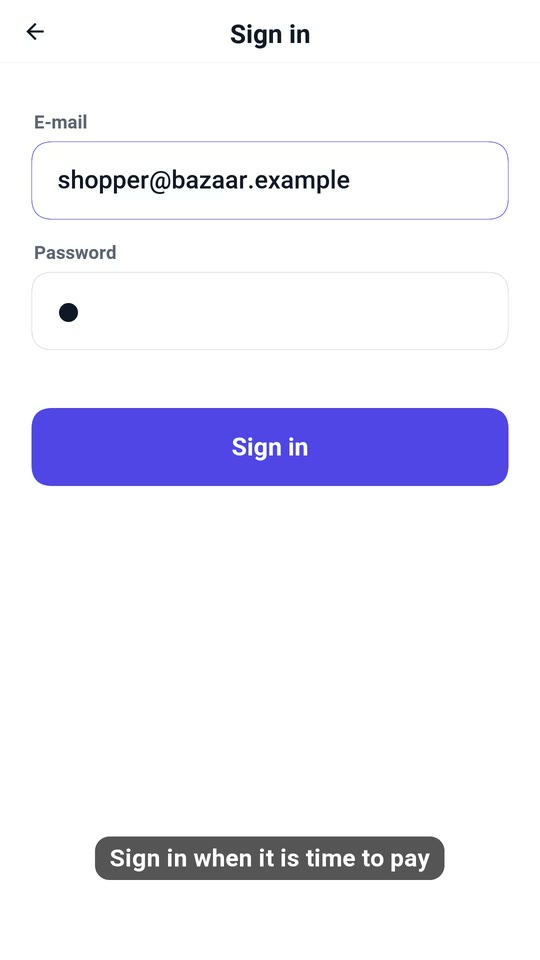 Sign in
E-mail
shopper@bazaar.example
Password
Sign in
Sign in when it is time to pay